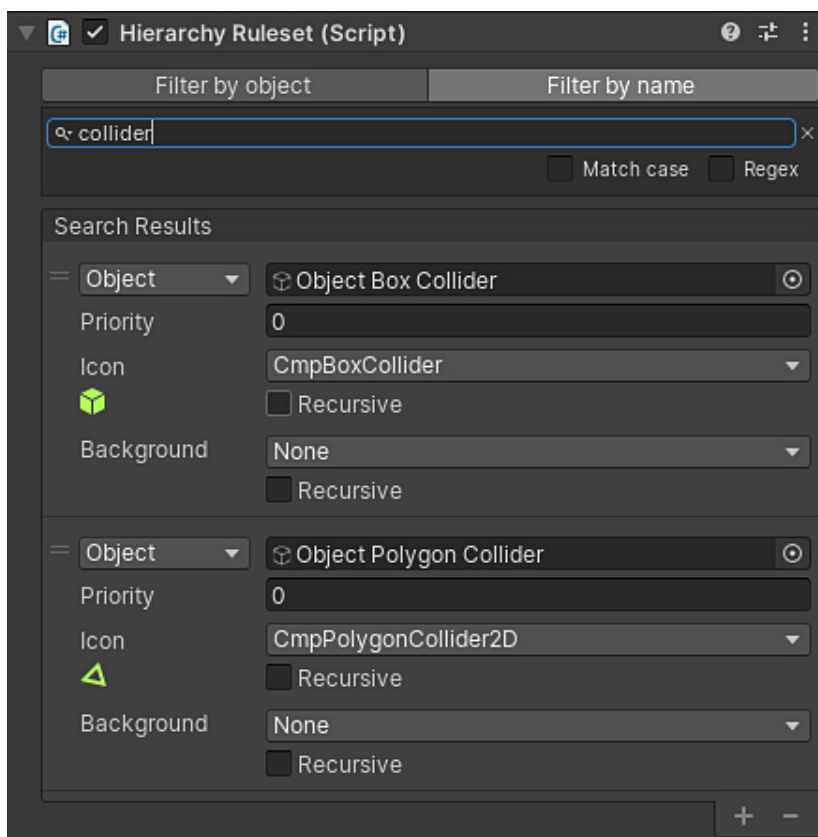 Hierarchy Ruleset (Script)
Filter by object Filter by name
collider
Match case Regex
Search Results
Object Object Box Collider
Priority 0
Icon CmpBoxCollider
Recursive
Background None
Recursive
Object Object Polygon Collider
Priority 0
Icon CmpPolygonCollider2D
Recursive
Background None
Recursive